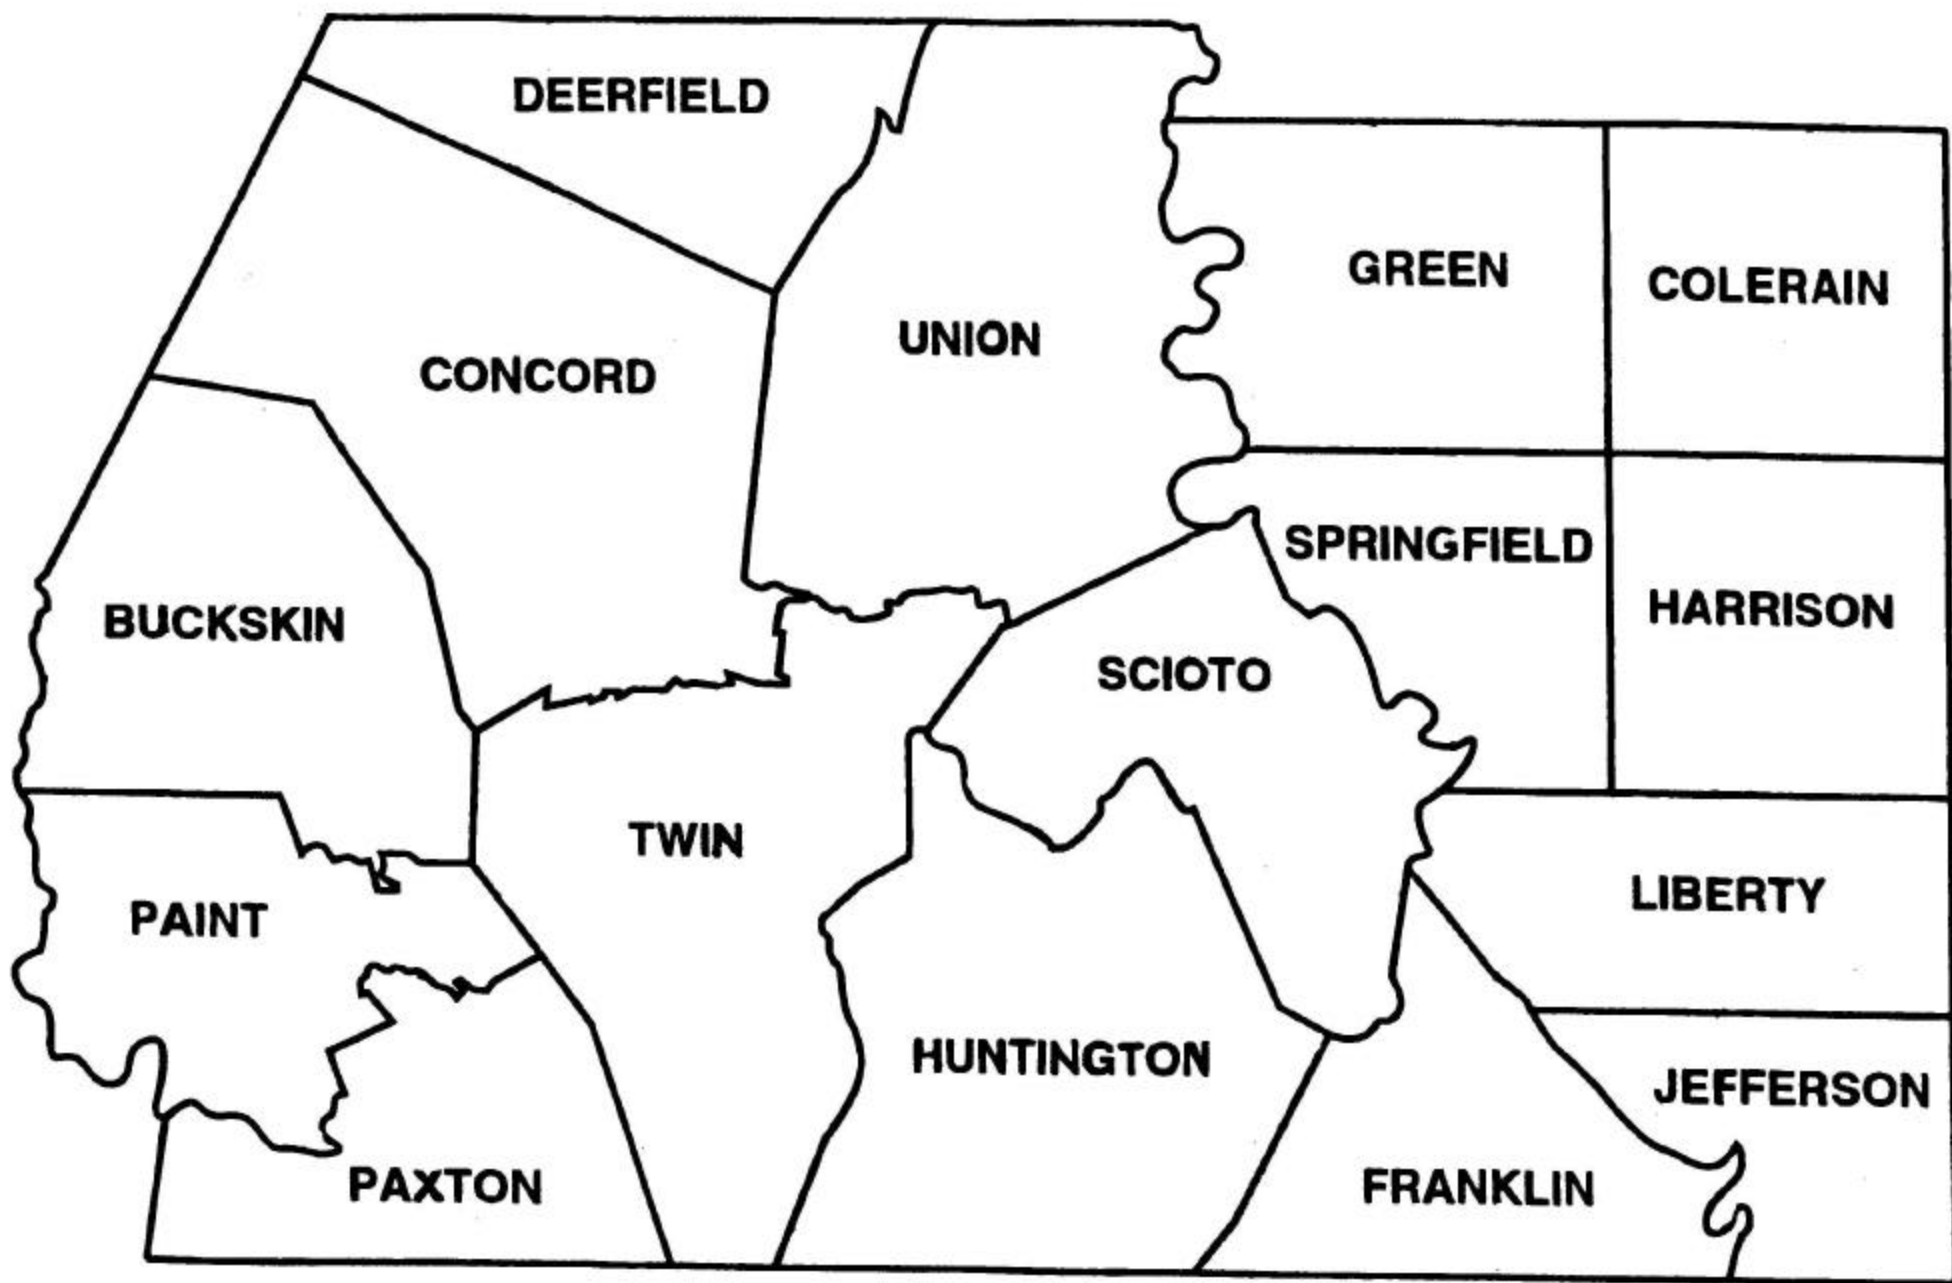 DEERFIELD
GREEN
COLERAIN
UNION
CONCORD
SPRINGFIELD
HARRISON
BUCKSKIN
SCIOTO
TWIN
LIBERTY
PAINT
HUNTINGTON
JEFFERSON
PAXTON
FRANKLIN